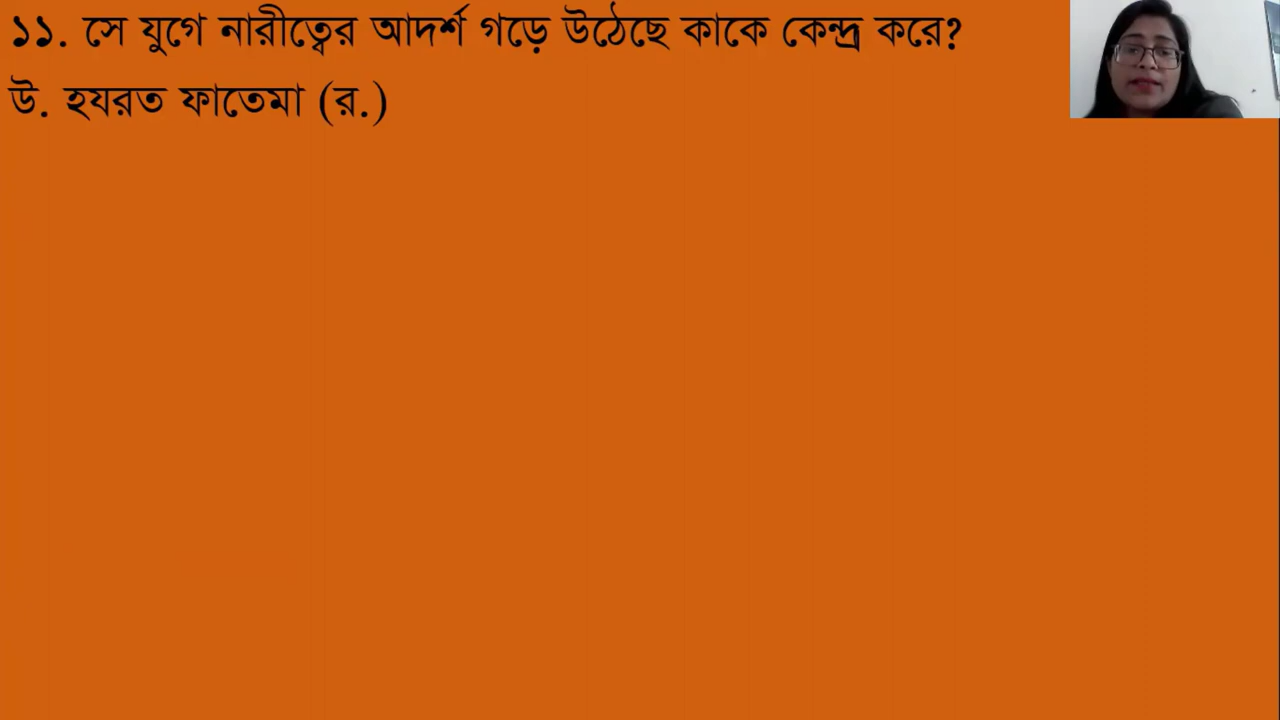 ১১. সে যুগে নারীত্বের আদর্শ গড়ে উঠেছে কাকে কেন্দ্র করে?
উ. হযরত ফাতেমা (র.)